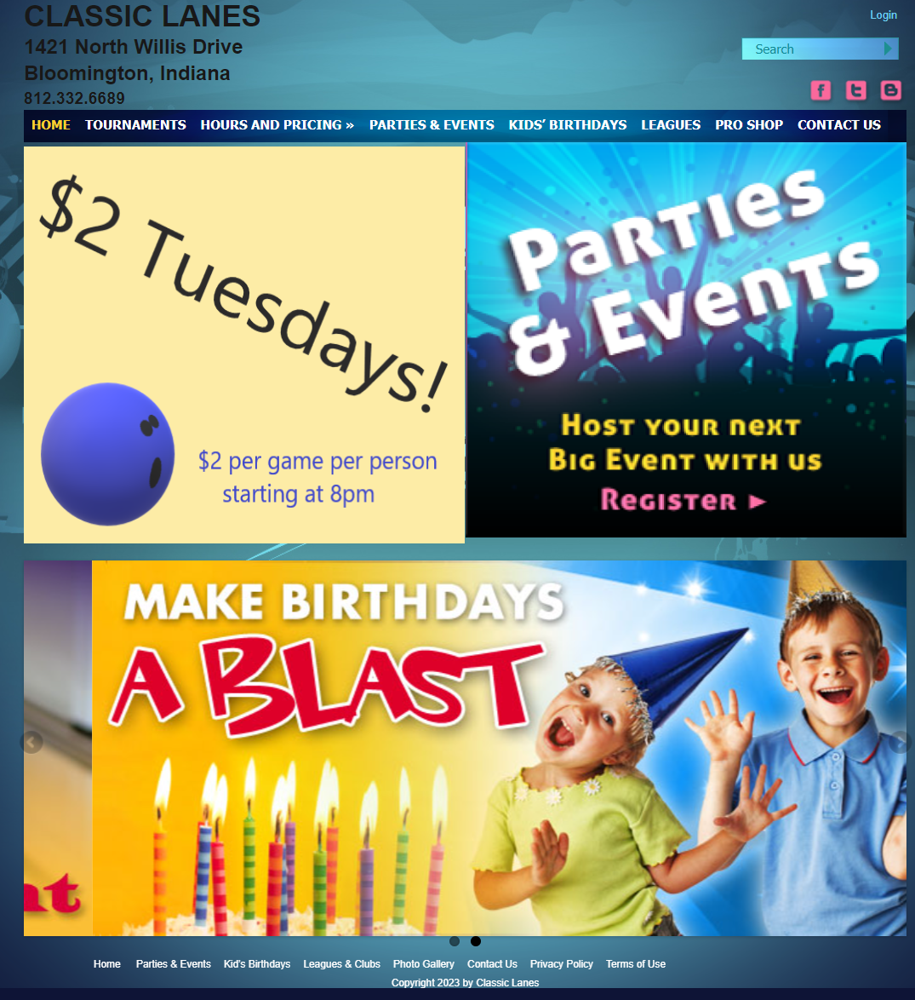 CLASSIC LANES
1421 North Willis Drive
Bloomington, Indiana
812.332.6689
Login
Search
HOME TOURNAMENTS HOURS AND PRICING » PARTIES & EVENTS KIDS’ BIRTHDAYS LEAGUES PRO SHOP CONTACT US
$2 Tuesdays!
$2 per game per person
starting at 8pm
Parties
& Events
Host your next
Big Event with us
Register ►
MAKE BIRTHDAYS
A BLAST
nt
Home Parties & Events Kid's Birthdays Leagues & Clubs Photo Gallery Contact Us Privacy Policy Terms of Use
Copyright 2023 by Classic Lanes